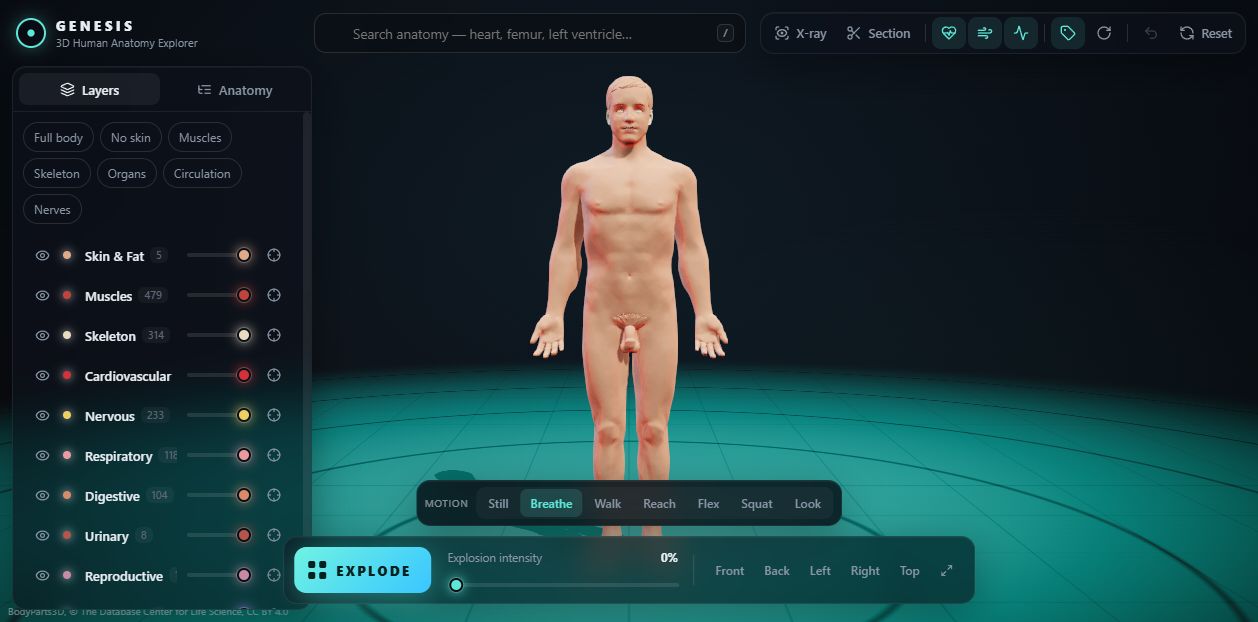 GENESIS
3D Human Anatomy Explorer
Search anatomy — heart, femur, left ventricle...
/
X-ray
Section
Reset
Layers
Anatomy
Full body
No skin
Muscles
Skeleton
Organs
Circulation
Nerves
Skin & Fat 5
Muscles 479
Skeleton 314
Cardiovascular
Nervous 233
Respiratory 118
Digestive 104
Urinary 8
Reproductive
MOTION Still Breathe Walk Reach Flex Squat Look
EXPLODE
Explosion intensity 0%
Front Back Left Right Top
BodyParts3D, © The Database Center for Life Science, CC BY 4.0